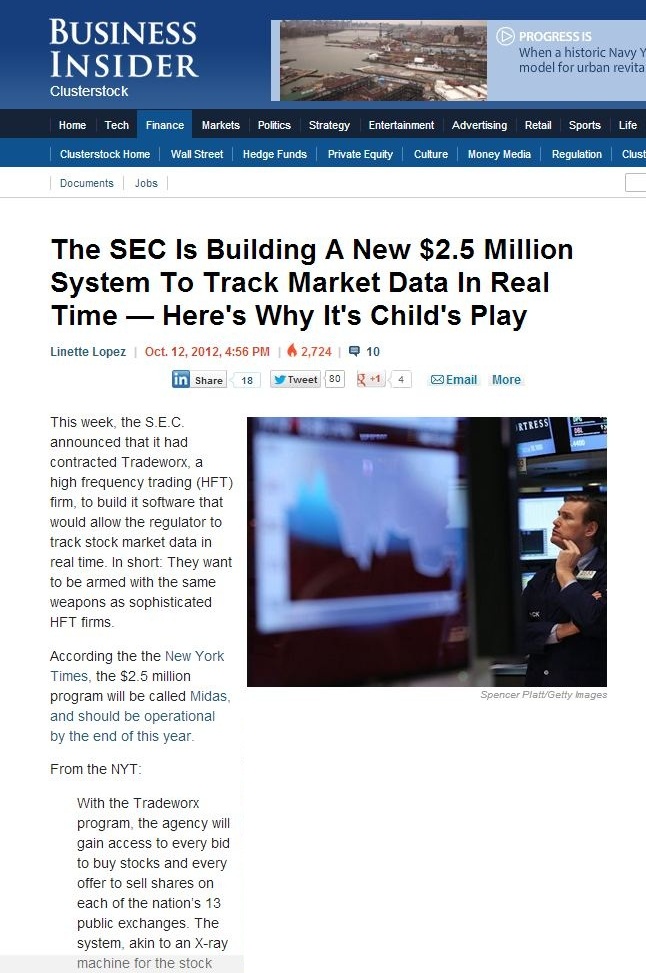 BUSINESS
INSIDER
Clusterstock
PROGRESS IS
When a historic Navy Y
model for urban revita
Home Tech Finance Markets Politics Strategy Entertainment Advertising Retail Sports Life
Clusterstock Home Wall Street Hedge Funds Private Equity Culture Money Media Regulation Clust
Documents Jobs
The SEC Is Building A New $2.5 Million
System To Track Market Data In Real
Time — Here's Why It's Child's Play
Linette Lopez | Oct. 12, 2012, 4:56 PM | 2,724 | 10
in Share 18 Tweet 80 g +1 4 Email More
This week, the S.E.C.
announced that it had
contracted Tradeworx, a
high frequency trading (HFT)
firm, to build it software that
would allow the regulator to
track stock market data in
real time. In short: They want
to be armed with the same
weapons as sophisticated
HFT firms.
RTRESS
Spencer Platt/Getty Images
According the the New York
Times, the $2.5 million
program will be called Midas,
and should be operational
by the end of this year.
From the NYT:
With the Tradeworx
program, the agency will
gain access to every bid
to buy stocks and every
offer to sell shares on
each of the nation's 13
public exchanges. The
system, akin to an X-ray
machine for the stock